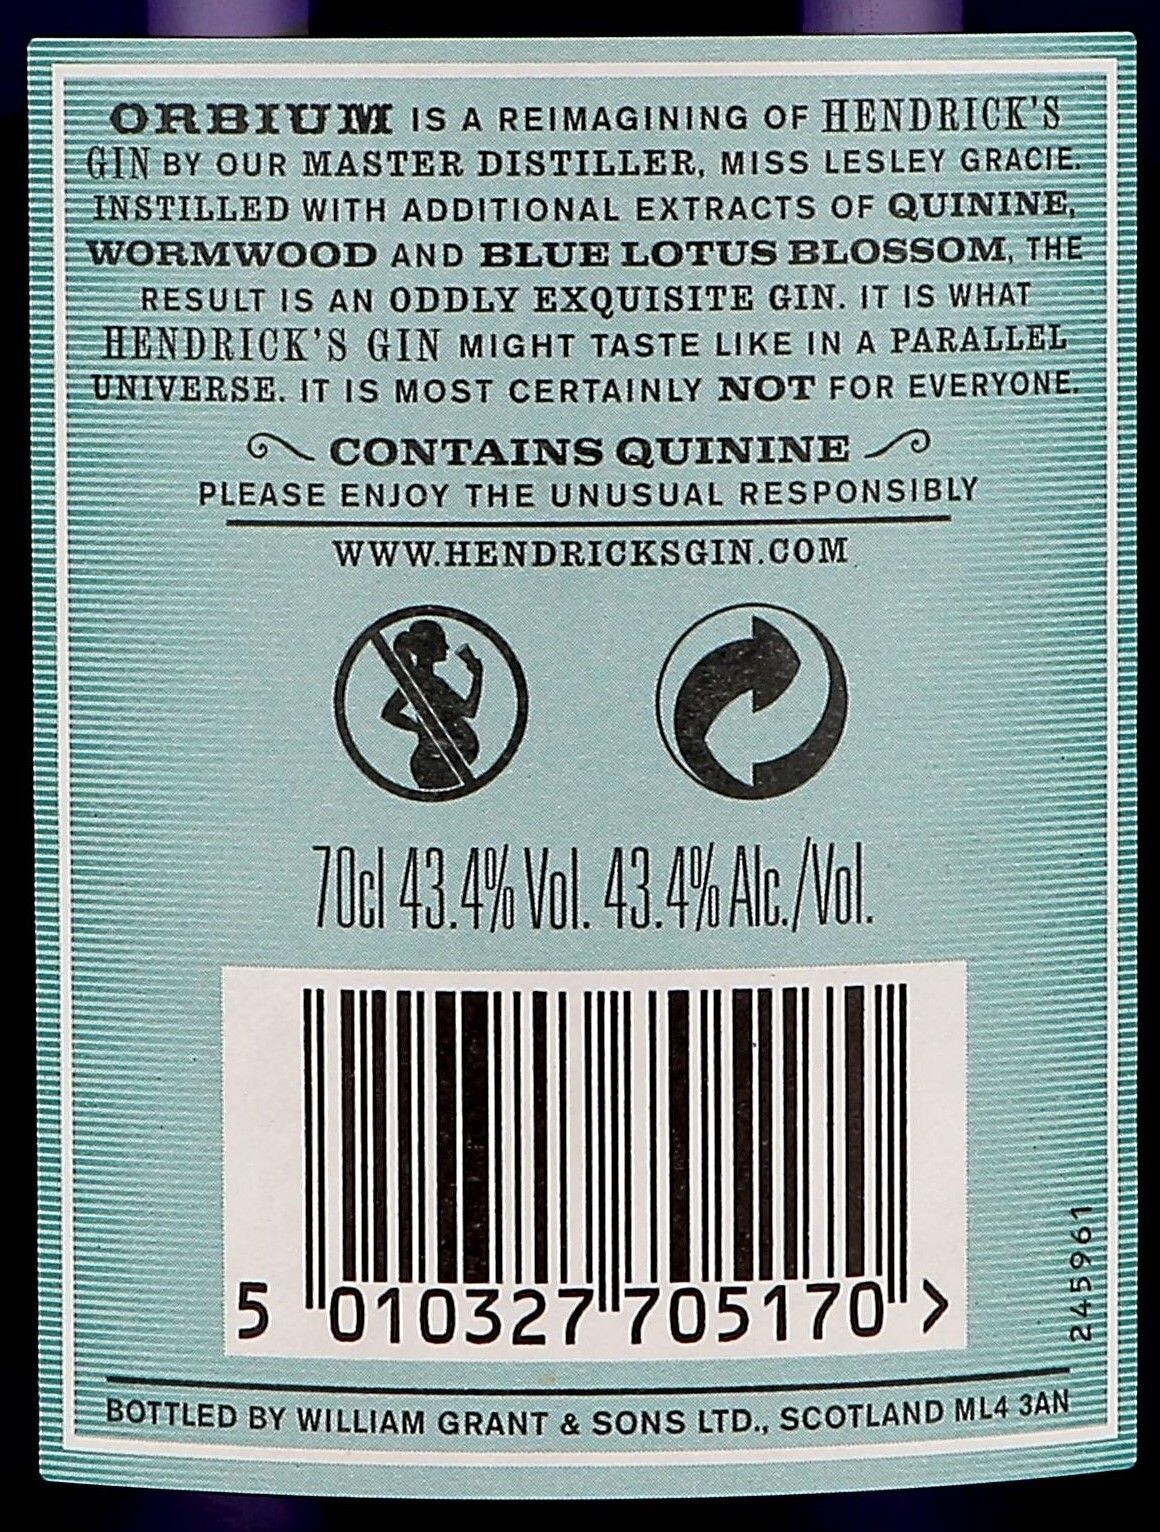 ORBIUM IS A REIMAGINING OF HENDRICK'S
GIN BY OUR MASTER DISTILLER, MISS LESLEY GRACIE.
INSTILLED WITH ADDITIONAL EXTRACTS OF QUININE,
WORMWOOD AND BLUE LOTUS BLOSSOM, THE
RESULT IS AN ODDLY EXQUISITE GIN. IT IS WHAT
HENDRICK'S GIN MIGHT TASTE LIKE IN A PARALLEL
UNIVERSE. IT IS MOST CERTAINLY NOT FOR EVERYONE.
CONTAINS QUININE
PLEASE ENJOY THE UNUSUAL RESPONSIBLY
WWW.HENDRICKSGIN.COM
70cl 43.4% Vol. 43.4% Alc./Vol.
5 010327 705170 >
245961
BOTTLED BY WILLIAM GRANT & SONS LTD., SCOTLAND ML4 3AN